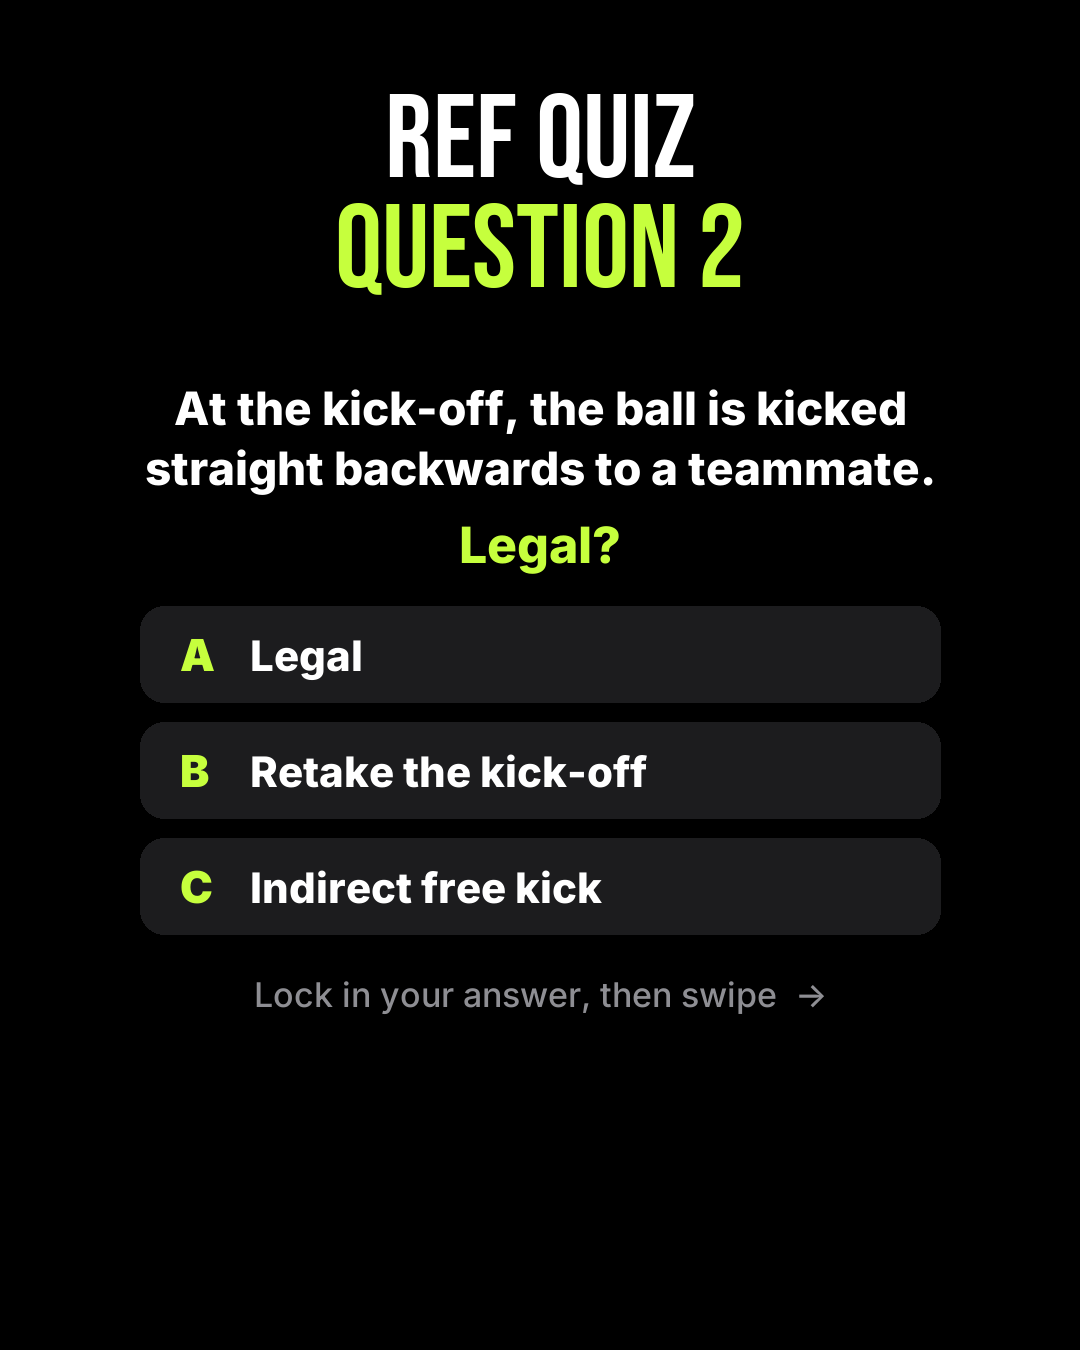 REF QUIZ
QUESTION 2
At the kick-off, the ball is kicked
straight backwards to a teammate.
Legal?
A Legal
B Retake the kick-off
C Indirect free kick
Lock in your answer, then swipe →